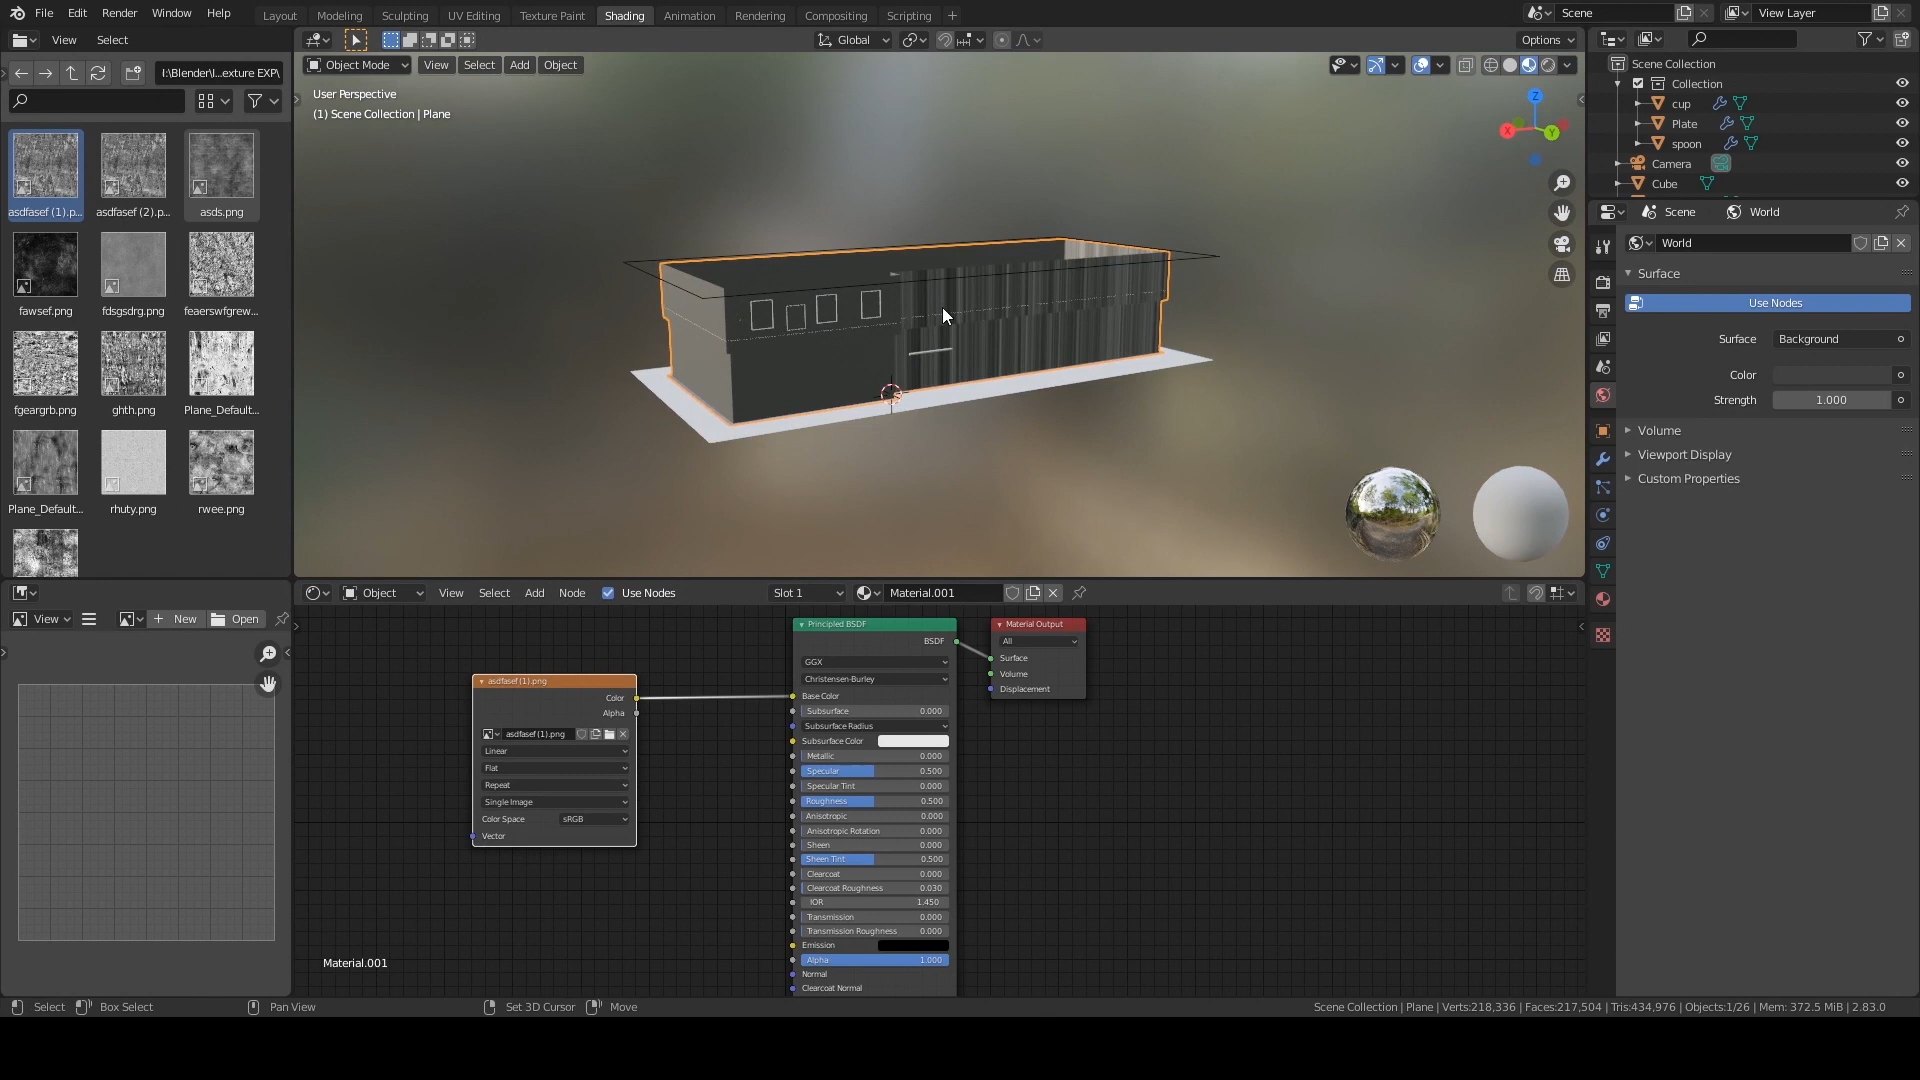 File Edit Render Window Help Layout Modeling Sculpting UV Editing Texture Paint Shading Animation Rendering Compositing Scripting + Scene View Layer
View Select Global Options
I:\Blender\I...exture EXP\
Object Mode View Select Add Object
User Perspective
(1) Scene Collection | Plane
Z
X
Y
asdfasef (1).p...
asdfasef (2).p...
asds.png
fawsef.png
fdsgsdrg.png
feaerswfgrew...
fgeargrb.png
ghth.png
Plane_Default...
Plane_Default...
rhuty.png
rwee.png
Scene Collection
Collection
cup
Plate
spoon
Camera
Cube
Scene World
World
Surface
Use Nodes
Surface Background
Color
Strength 1.000
Volume
Viewport Display
Custom Properties
View New Open
Object View Select Add Node Use Nodes Slot 1 Material.001
asdfasef (1).png
Color
Alpha
asdfasef (1).png
Linear
Flat
Repeat
Single Image
Color Space sRGB
Vector
Principled BSDF
BSDF
GGX
Christensen-Burley
Base Color
Subsurface 0.000
Subsurface Radius
Subsurface Color
Metallic 0.000
Specular 0.500
Specular Tint 0.000
Roughness 0.500
Anisotropic 0.000
Anisotropic Rotation 0.000
Sheen 0.000
Sheen Tint 0.500
Clearcoat 0.000
Clearcoat Roughness 0.030
IOR 1.450
Transmission 0.000
Transmission Roughness 0.000
Emission
Alpha 1.000
Normal
Clearcoat Normal
Material Output
All
Surface
Volume
Displacement
Material.001
Select Box Select Pan View Set 3D Cursor Move Scene Collection | Plane | Verts:218,336 | Faces:217,504 | Tris:434,976 | Objects:1/26 | Mem: 372.5 MiB | 2.83.0